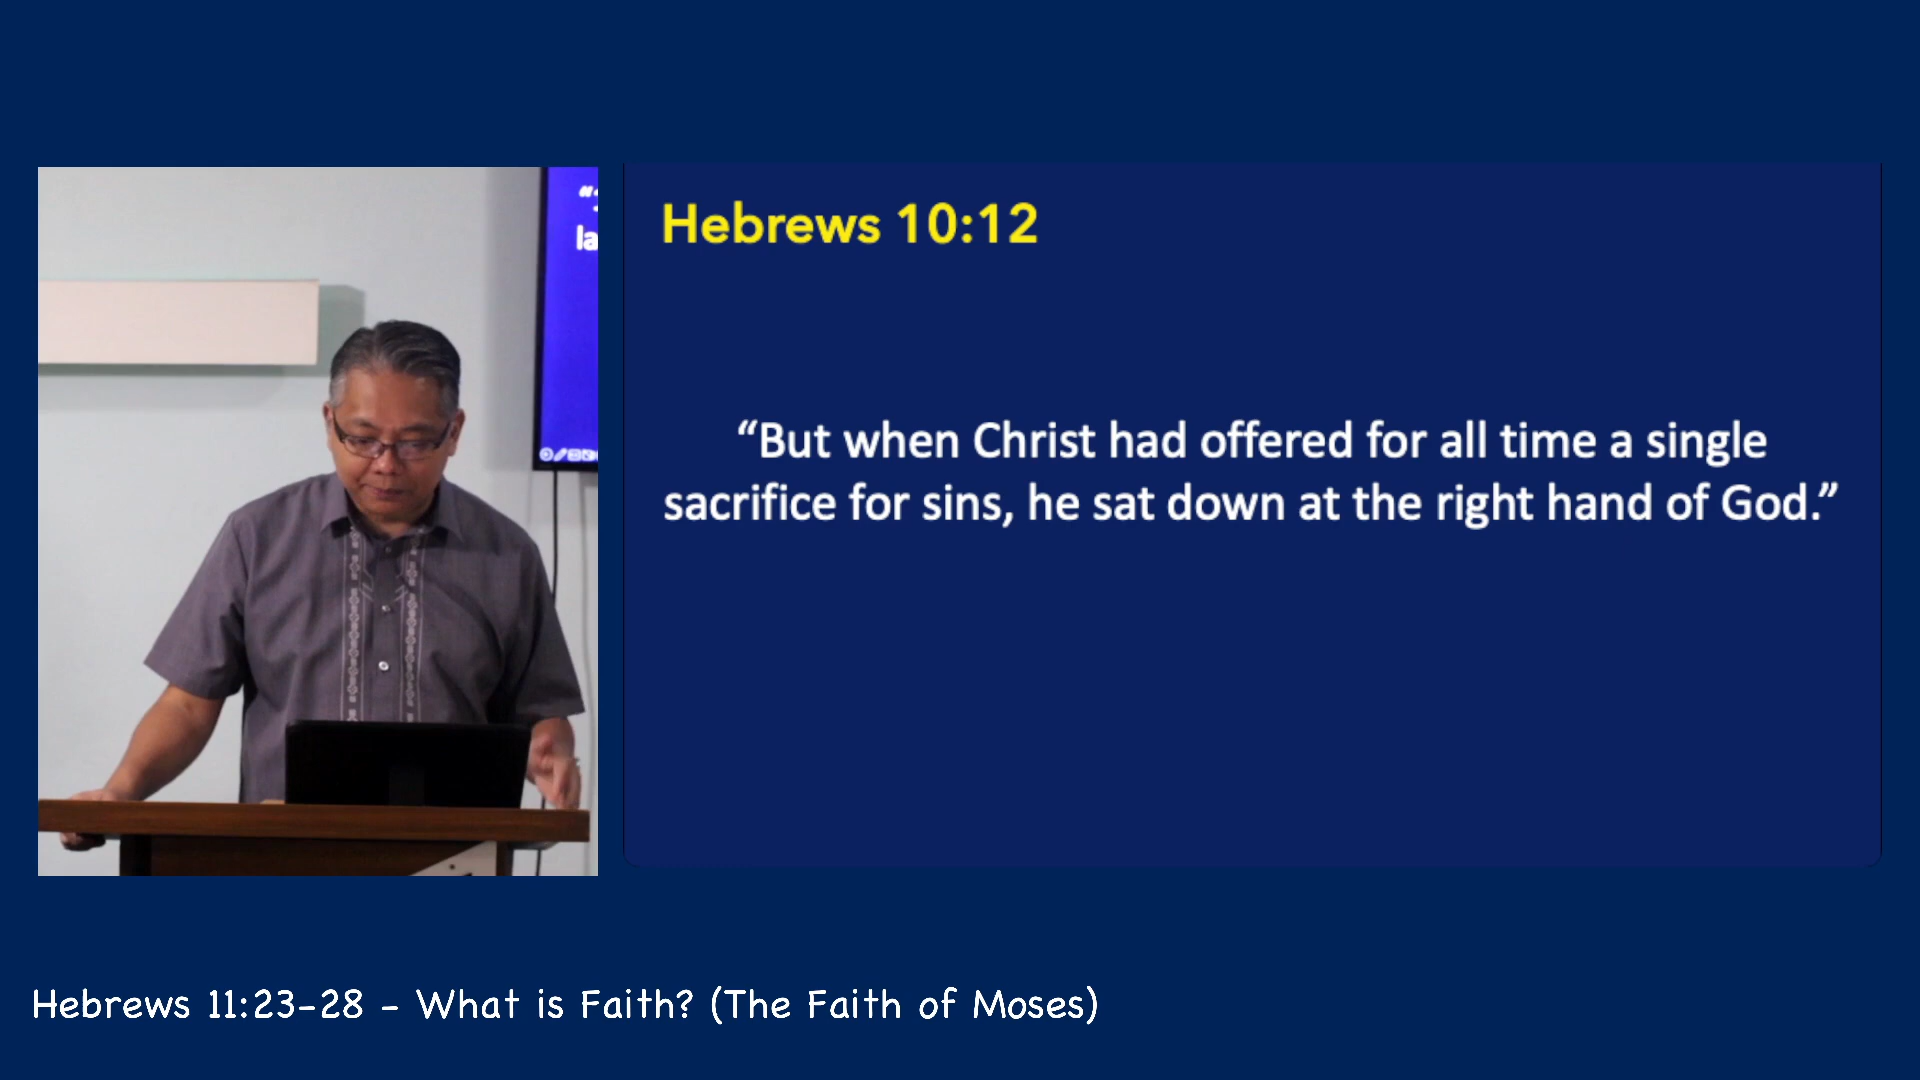 Hebrews 10:12
“But when Christ had offered for all time a single
sacrifice for sins, he sat down at the right hand of God.”
Hebrews 11:23-28 - What is Faith? (The Faith of Moses)